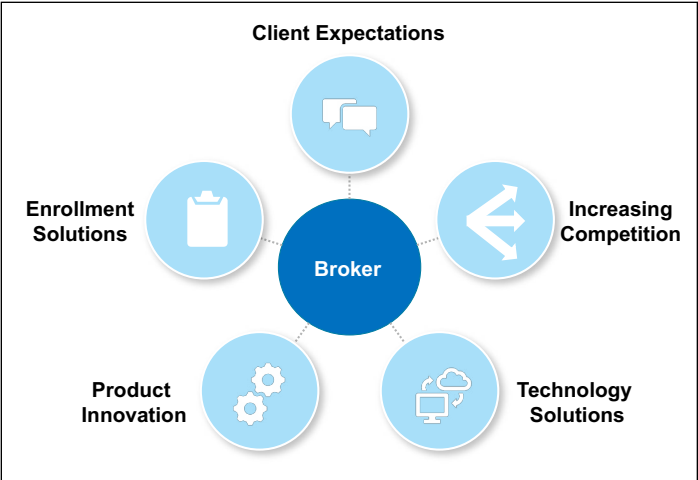 Client Expectations
Enrollment
Solutions
Increasing
Competition
Broker
Product
Innovation
Technology
Solutions